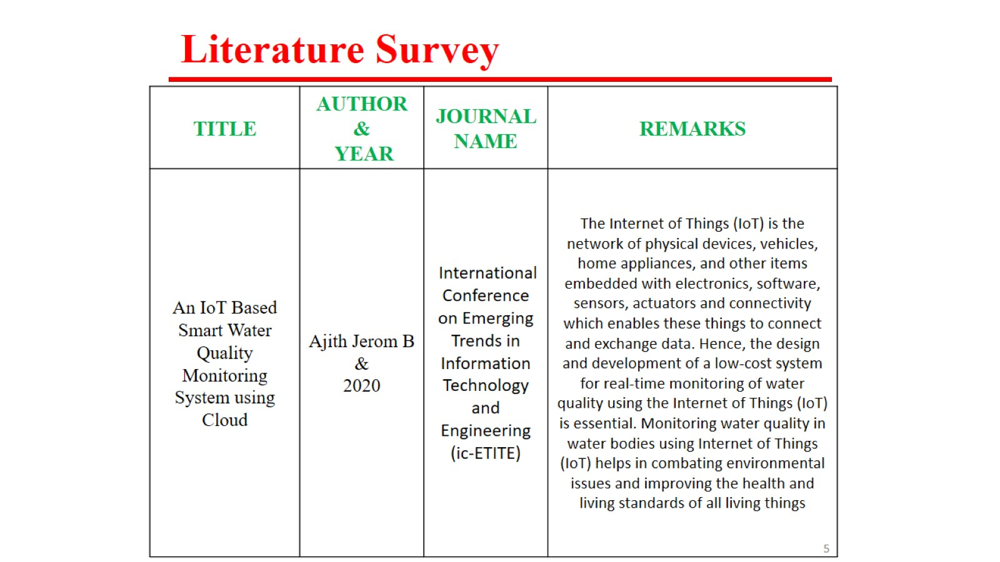 Literature Survey
TITLE
AUTHOR
&
YEAR
JOURNAL
NAME
REMARKS
An IoT Based
Smart Water
Quality
Monitoring
System using
Cloud
Ajith Jerom B
&
2020
International
Conference
on Emerging
Trends in
Information
Technology
and
Engineering
(ic-ETITE)
The Internet of Things (IoT) is the
network of physical devices, vehicles,
home appliances, and other items
embedded with electronics, software,
sensors, actuators and connectivity
which enables these things to connect
and exchange data. Hence, the design
and development of a low-cost system
for real-time monitoring of water
quality using the Internet of Things (IoT)
is essential. Monitoring water quality in
water bodies using Internet of Things
(IoT) helps in combating environmental
issues and improving the health and
living standards of all living things
5